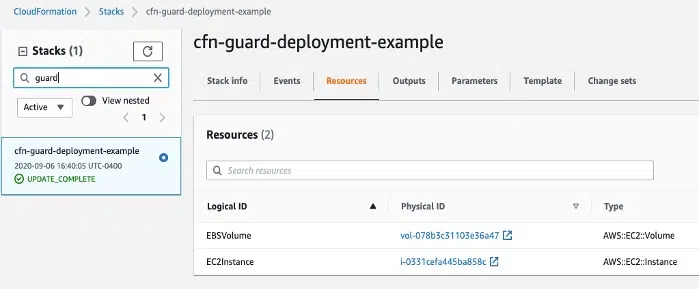 CloudFormation > Stacks > cfn-guard-deployment-example
Stacks (1)
guard
Active
View nested
1
cfn-guard-deployment-example
2020-09-06 16:40:05 UTC-0400
UPDATE_COMPLETE
cfn-guard-deployment-example
Stack info Events Resources Outputs Parameters Template Change sets
Resources (2)
Search resources
Logical ID Physical ID Type
EBSVolume vol-078b3c31103e36a47 AWS::EC2::Volume
EC2Instance i-0331cefa445ba858c AWS::EC2::Instance